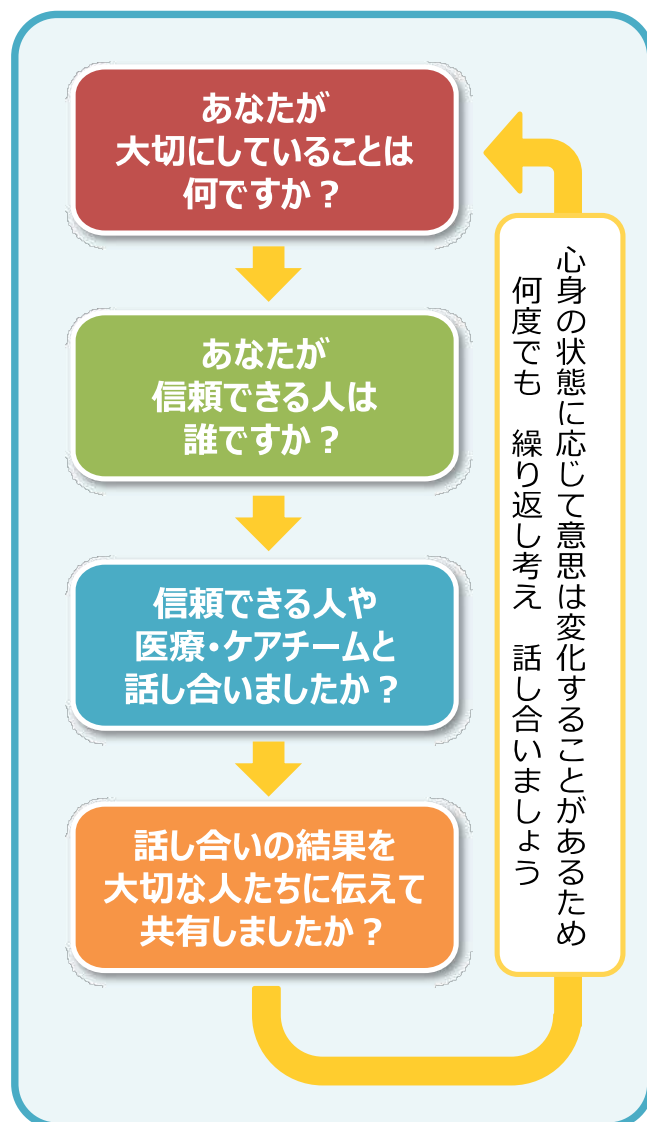 あなたが
大切にしていることは
何ですか？
あなたが
信頼できる人は
誰ですか？
信頼できる人や
医療・ケアチームと
話し合いましたか？
話し合いの結果を
大切な人たちに伝えて
共有しましたか？
心身の状態に応じて意思は変化することがあるため
何度でも　繰り返し考え　話し合いましょう